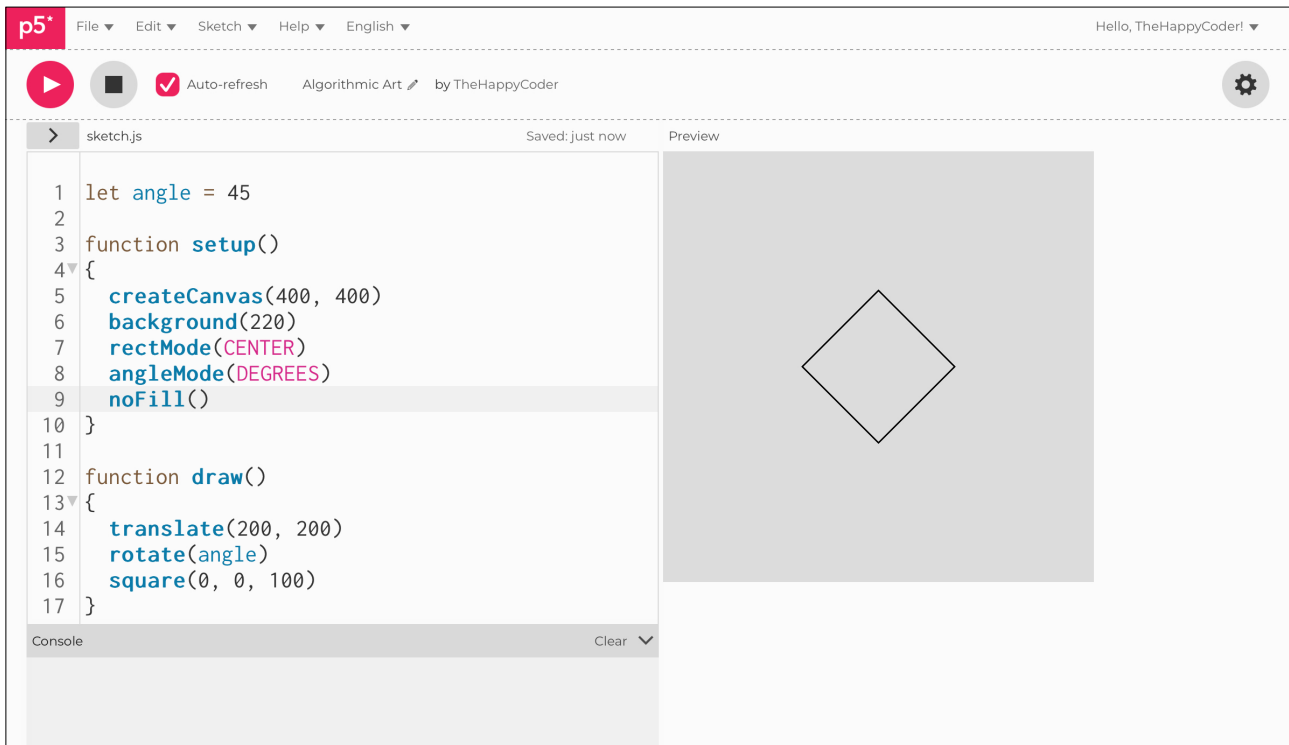 p5* File Edit Sketch Help English Hello, TheHappyCoder!
Auto-refresh Algorithmic Art by TheHappyCoder
sketch.js Saved: just now Preview
1 let angle = 45
2
3 function setup()
4 {
5   createCanvas(400, 400)
6   background(220)
7   rectMode(CENTER)
8   angleMode(DEGREES)
9   noFill()
10 }
11
12 function draw()
13 {
14   translate(200, 200)
15   rotate(angle)
16   square(0, 0, 100)
17 }
Console Clear